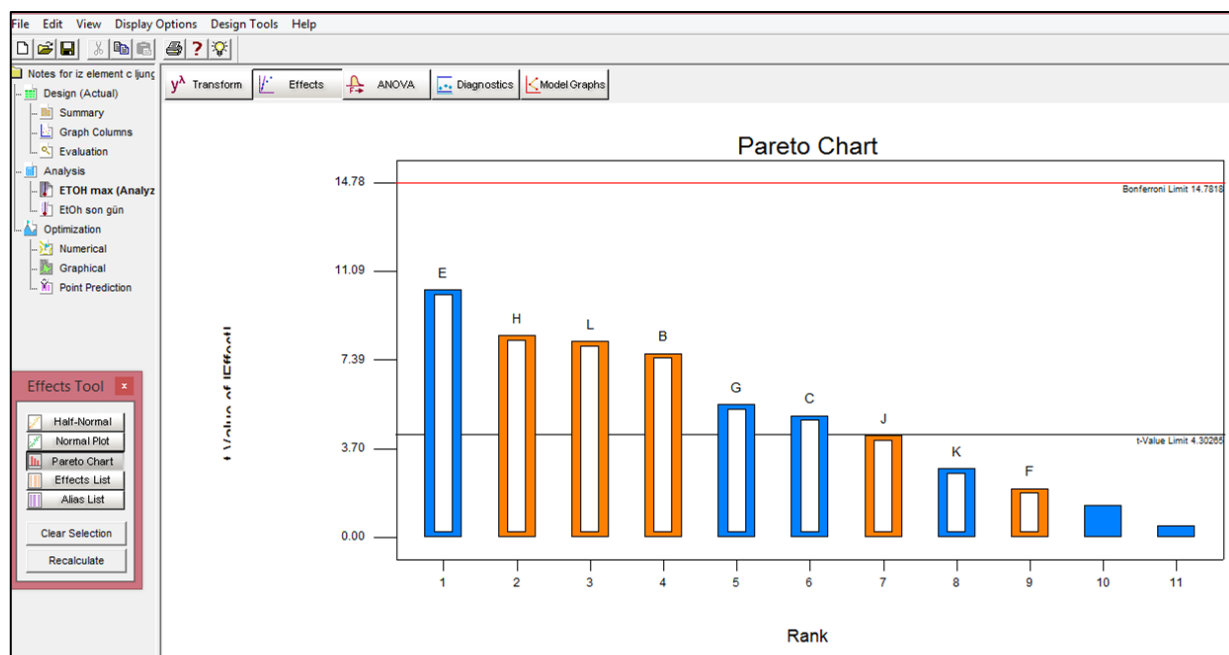 File Edit View Display Options Design Tools Help
Notes for iz element c ljung
Design (Actual)
Summary
Graph Columns
Evaluation
Analysis
ETOH max (Analyz
EtOh son gün
Optimization
Numerical
Graphical
Point Prediction
yλ Transform Effects ANOVA Diagnostics Model Graphs
Effects Tool x
Half-Normal
Normal Plot
Pareto Chart
Effects List
Alias List
Clear Selection
Recalculate
Pareto Chart
t-Value of |Effect|
14.78
11.09
7.39
3.70
0.00
Bonferroni Limit 14.7818
t-Value Limit 4.30265
E
H
L
B
G
C
J
K
F
1 2 3 4 5 6 7 8 9 10 11
Rank